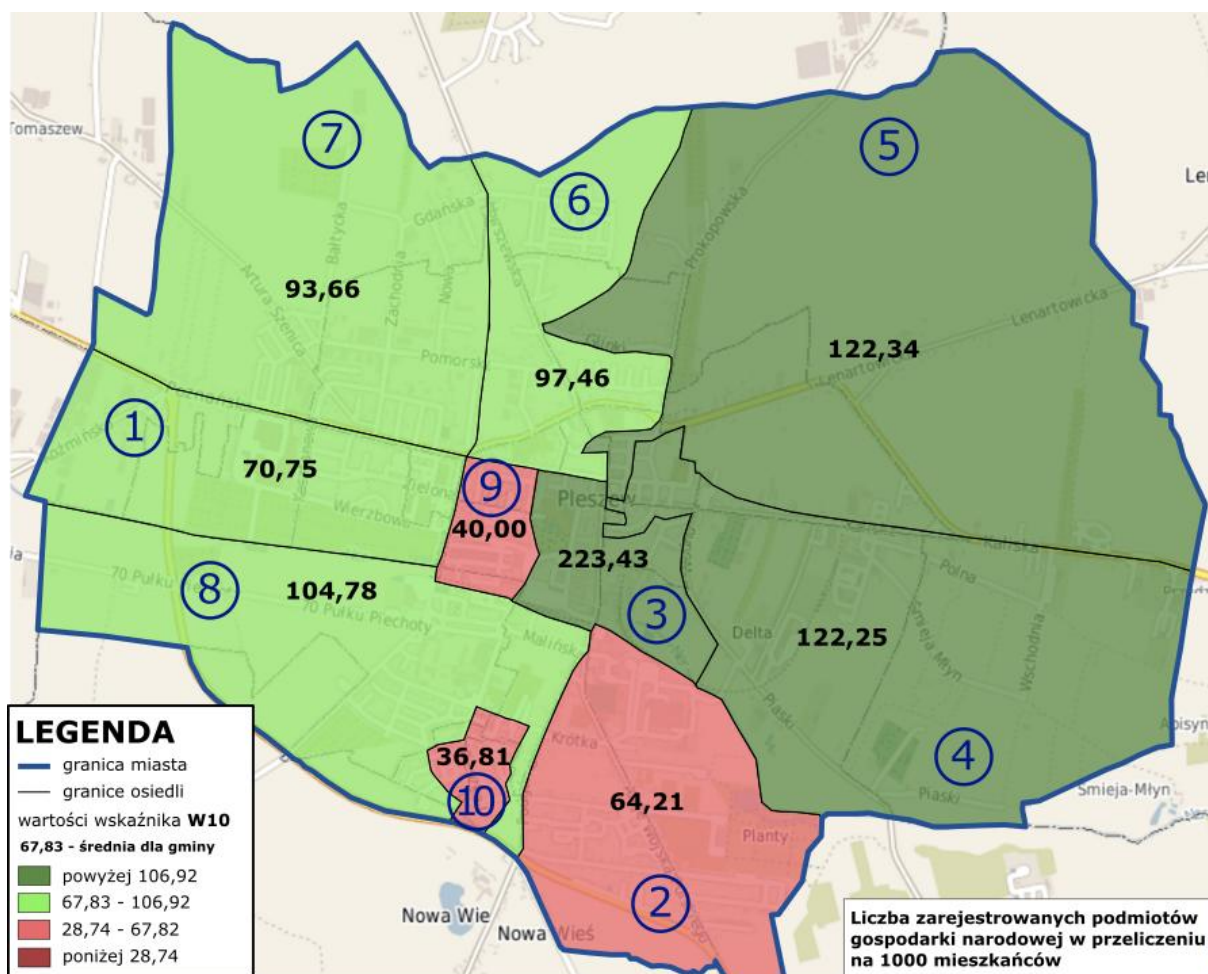 Tomaszew
7
5
6
Gdańska
Bałtycka
Zachodnia
Nowa
Prokopowska
Artura Szenica
93,66
Lenartowicka
122,34
Lenartowicka
Pomorsk
97,46
1
70,75
Zielona
9
Wierzbowa
Pleszew
40,00
223,43
Kaliska
Polna
8
104,78
70 Pułku Piechoty
3
Malińsk
Delta
122,25
Śmieja-Młyn
Wschodnia
Piaski
4
Krótka
36,81
10
64,21
Planty
Piaski
Śmieja-Młyn
2
Nowa Wie
Nowa Wieś
LEGENDA
granica miasta
granice osiedli
wartości wskaźnika W10
67,83 - średnia dla gminy
powyżej 106,92
67,83 - 106,92
28,74 - 67,82
poniżej 28,74
Liczba zarejestrowanych podmiotów
gospodarki narodowej w przeliczeniu
na 1000 mieszkańców